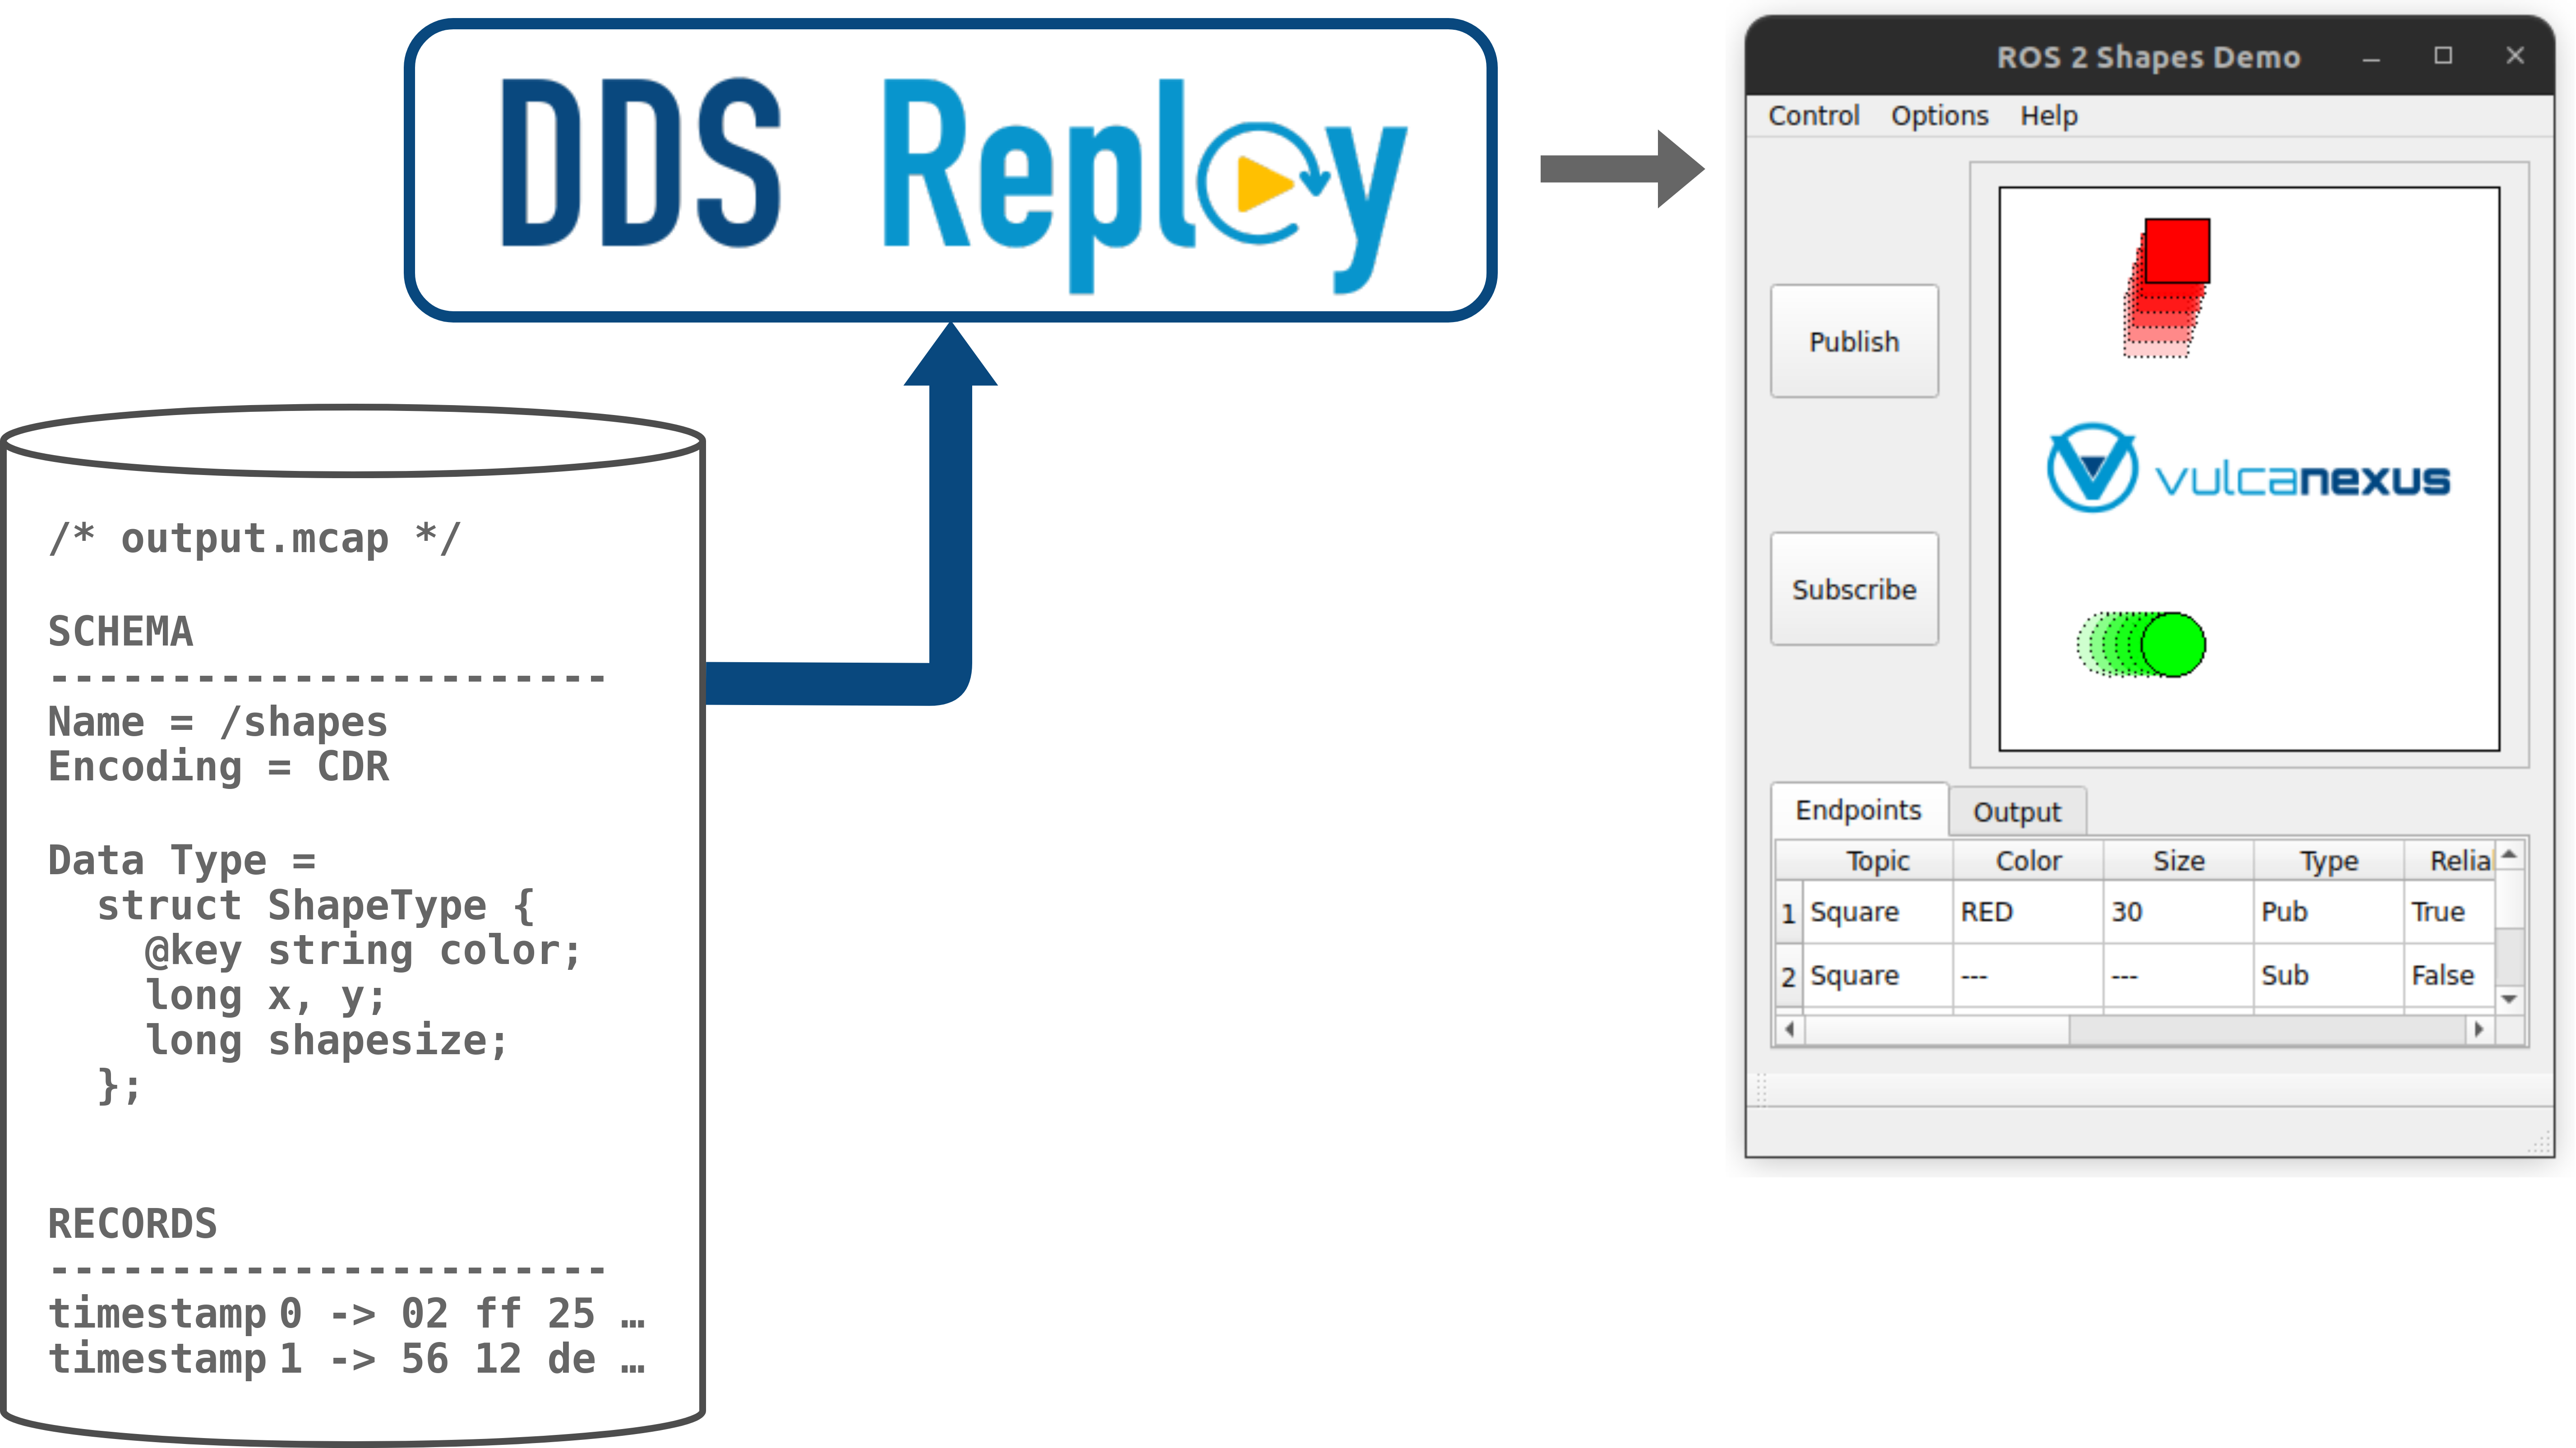 DDS Replay
/* output.mcap */
SCHEMA
-----------------------
Name = /shapes
Encoding = CDR
Data Type =
struct ShapeType {
@key string color;
long x, y;
long shapesize;
};
RECORDS
-----------------------
timestamp 0 -> 02 ff 25 …
timestamp 1 -> 56 12 de …
ROS 2 Shapes Demo
Control Options Help
Publish
vulcanexus
Subscribe
Endpoints Output
Topic Color Size Type Relia
1 Square RED 30 Pub True
2 Square --- --- Sub False